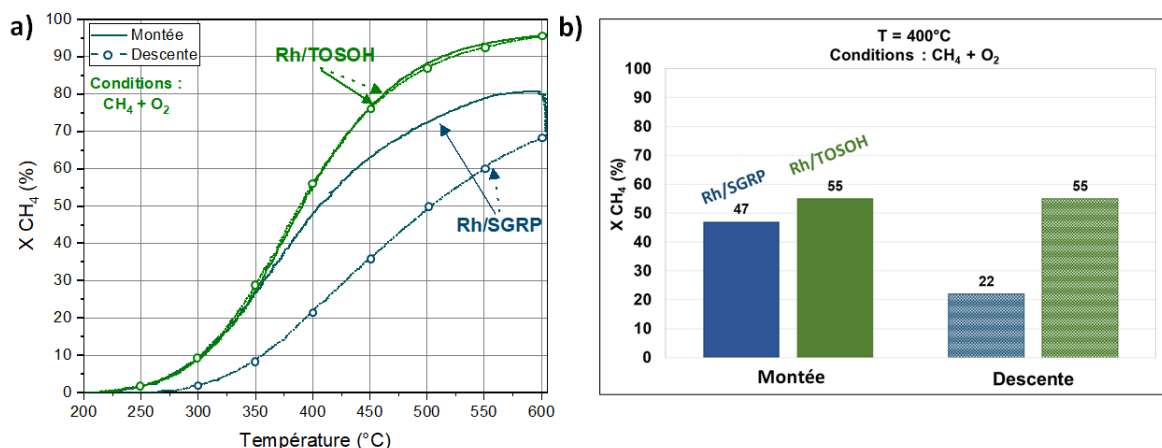 a)
100
90
80
70
60
50
40
30
20
10
0
X CH₄ (%)
Montée
Descente
Conditions :
CH₄ + O₂
Rh/TOSOH
Rh/SGRP
200
250
300
350
400
450
500
550
600
Température (°C)
b)
T = 400°C
Conditions : CH₄ + O₂
100
90
80
70
60
50
40
30
20
10
0
X CH₄ (%)
Rh/SGRP
47
Rh/TOSOH
55
22
55
Montée
Descente